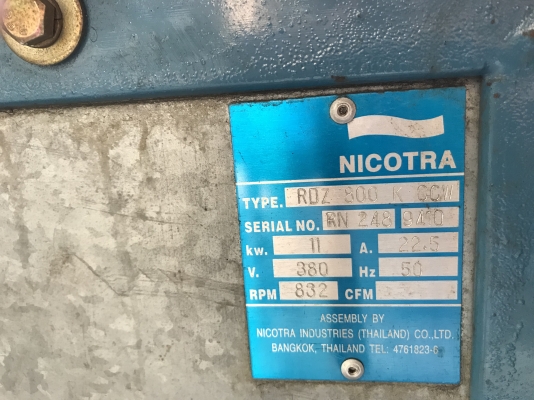 NICOTRA
TYPE. RDZ 800 K CCW
SERIAL NO. RN 248
kw. 11 A. 22.5
V. 380 Hz 50
RPM 832 CFM
ASSEMBLY BY
NICOTRA INDUSTRIES (THAILAND) CO.,LTD.
BANGKOK, THAILAND TEL: 4761823-6